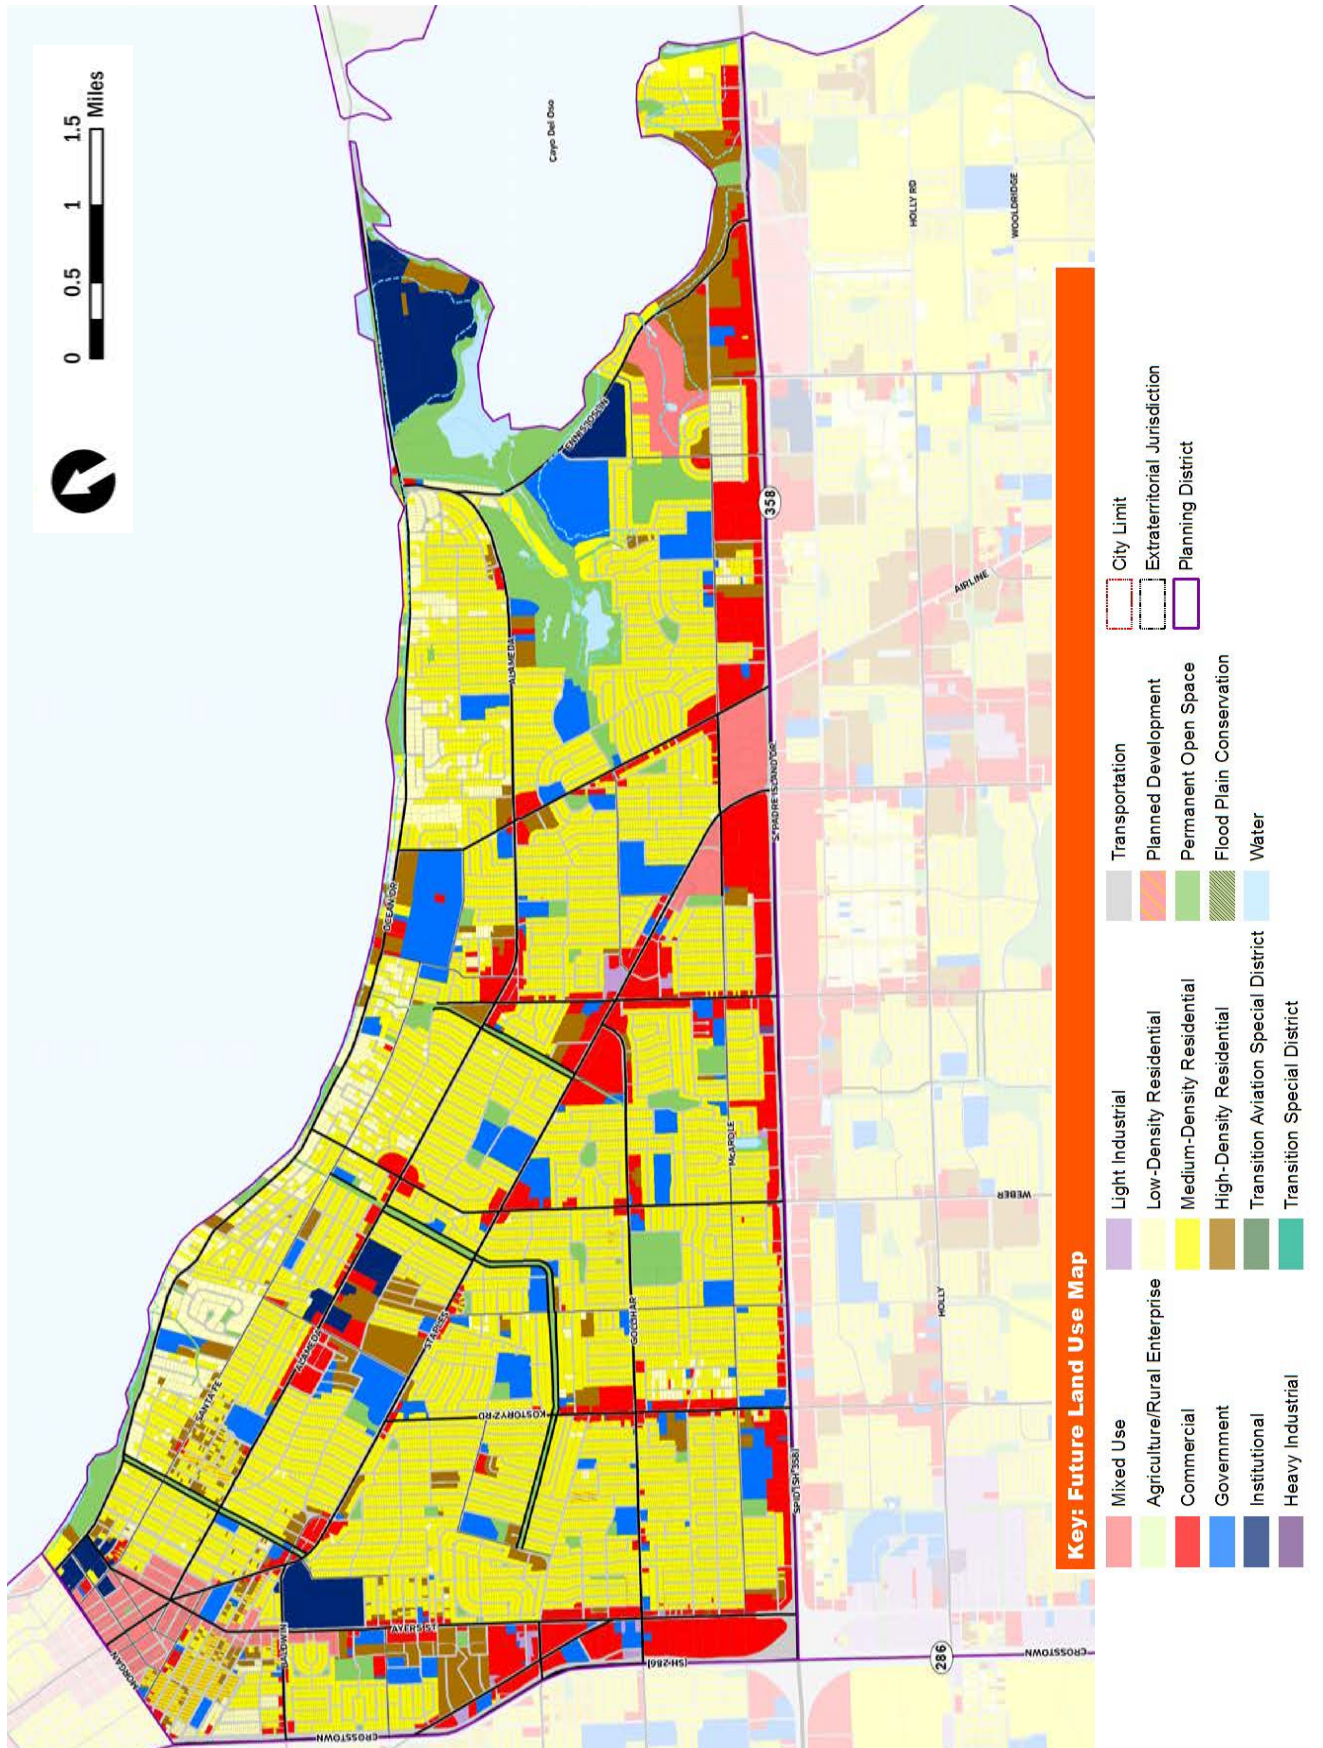 0 0.5 1 1.5 Miles
Cayo Del Oso
OCEAN DR
ENNIS JOSLIN
ALAMEDA
HOLLY RD
WOOLDRIDGE
358
AIRLINE
S PADRE ISLAND DR
McARDLE
WEBER
SANTA FE
ALAMEDA
STAPLES
GOLLIHAR
KOSTORYZ RD
HOLLY
MORGAN
BALDWIN
AYERS ST
SPID [SH 358]
[SH-286]
CROSSTOWN
286
CROSSTOWN
Key: Future Land Use Map
Mixed Use
Agriculture/Rural Enterprise
Commercial
Government
Institutional
Heavy Industrial
Light Industrial
Low-Density Residential
Medium-Density Residential
High-Density Residential
Transition Aviation Special District
Transition Special District
Transportation
Planned Development
Permanent Open Space
Flood Plain Conservation
Water
City Limit
Extraterritorial Jurisdiction
Planning District